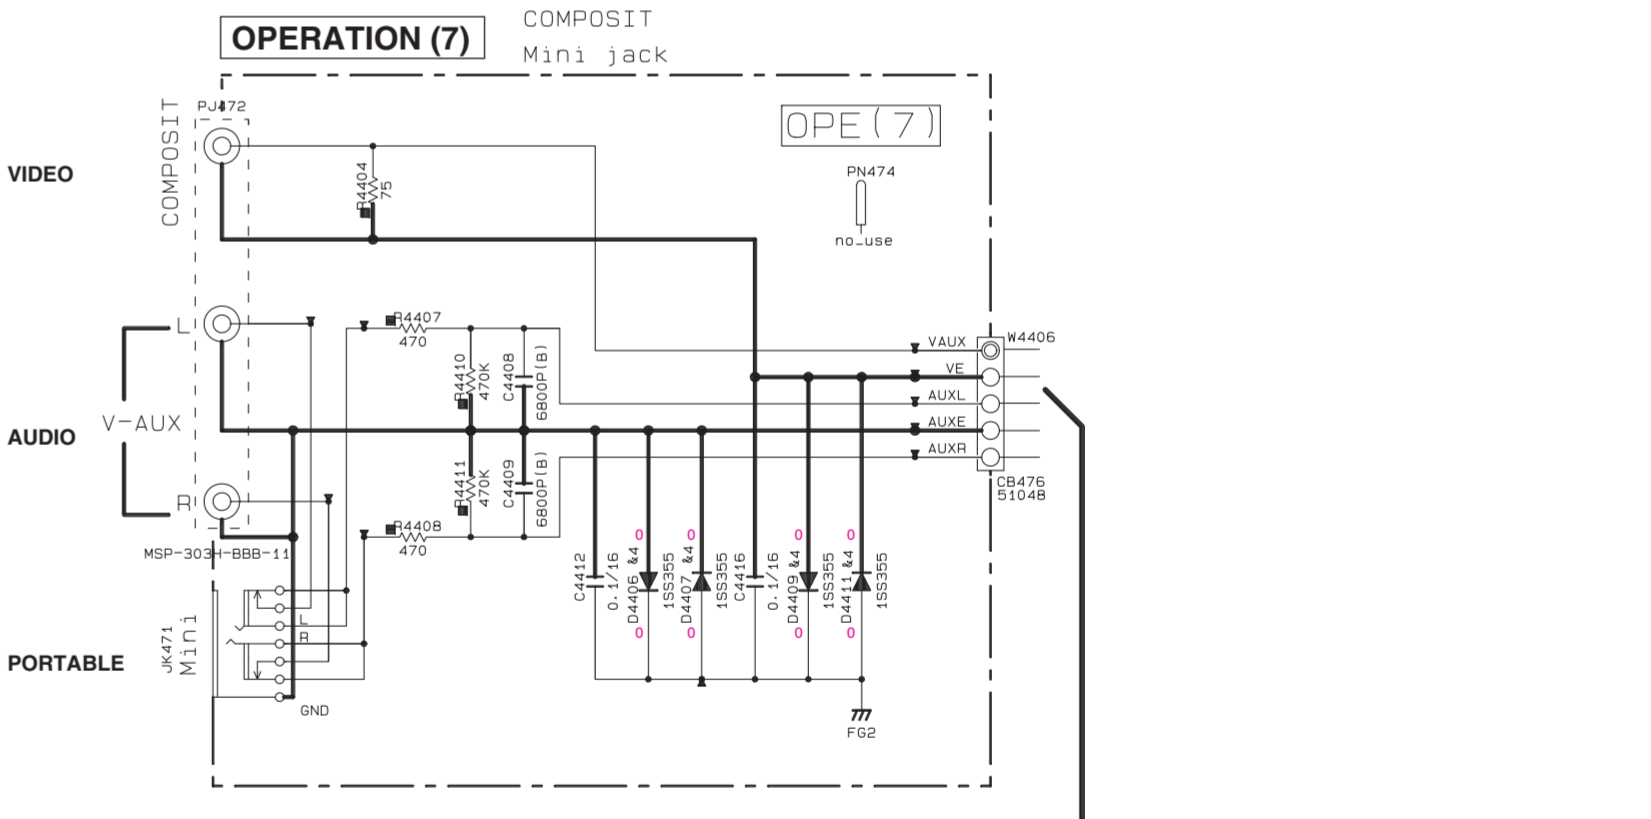 COMPOSIT
OPERATION (7)
Mini jack
PJ472
COMPOSIT
OPE(7)
VIDEO
R4404
75
PN474
no_use
L
R4407
470
W4406
VAUX
VE
R4410
470K
C4408
6800P(B)
AUXL
V-AUX
AUXE
AUDIO
AUXR
R4411
470K
C4409
6800P(B)
CB476
51048
R
R4408
470
MSP-303H-BBB-11
C4412
0.1/16
0
D4406 &4
0
1SS355
0
D4407 &4
0
1SS355
C4416
0.1/16
0
D4409 &4
0
1SS355
0
D4411 &4
0
1SS355
L
R
JK471
Mini
PORTABLE
GND
FG2